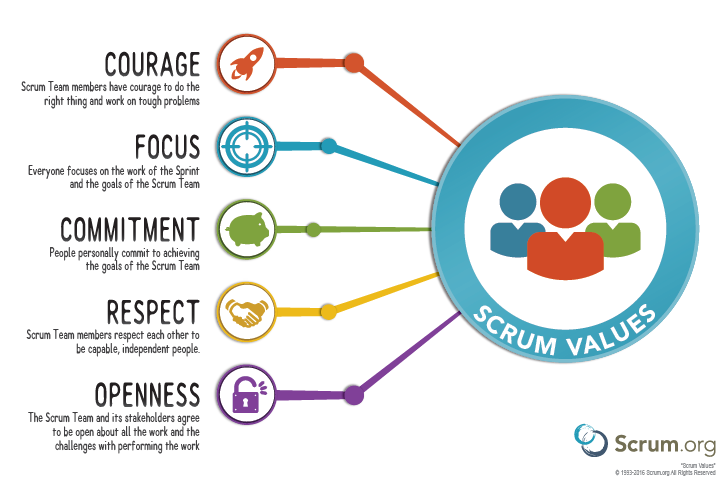 COURAGE
Scrum Team members have courage to do the
right thing and work on tough problems
FOCUS
Everyone focuses on the work of the Sprint
and the goals of the Scrum Team
COMMITMENT
People personally commit to achieving
the goals of the Scrum Team
RESPECT
Scrum Team members respect each other to
be capable, independent people.
OPENNESS
The Scrum Team and its stakeholders agree
to be open about all the work and the
challenges with performing the work
SCRUM VALUES
Scrum.org
"Scrum Values"
© 1993-2016 Scrum.org All Rights Reserved